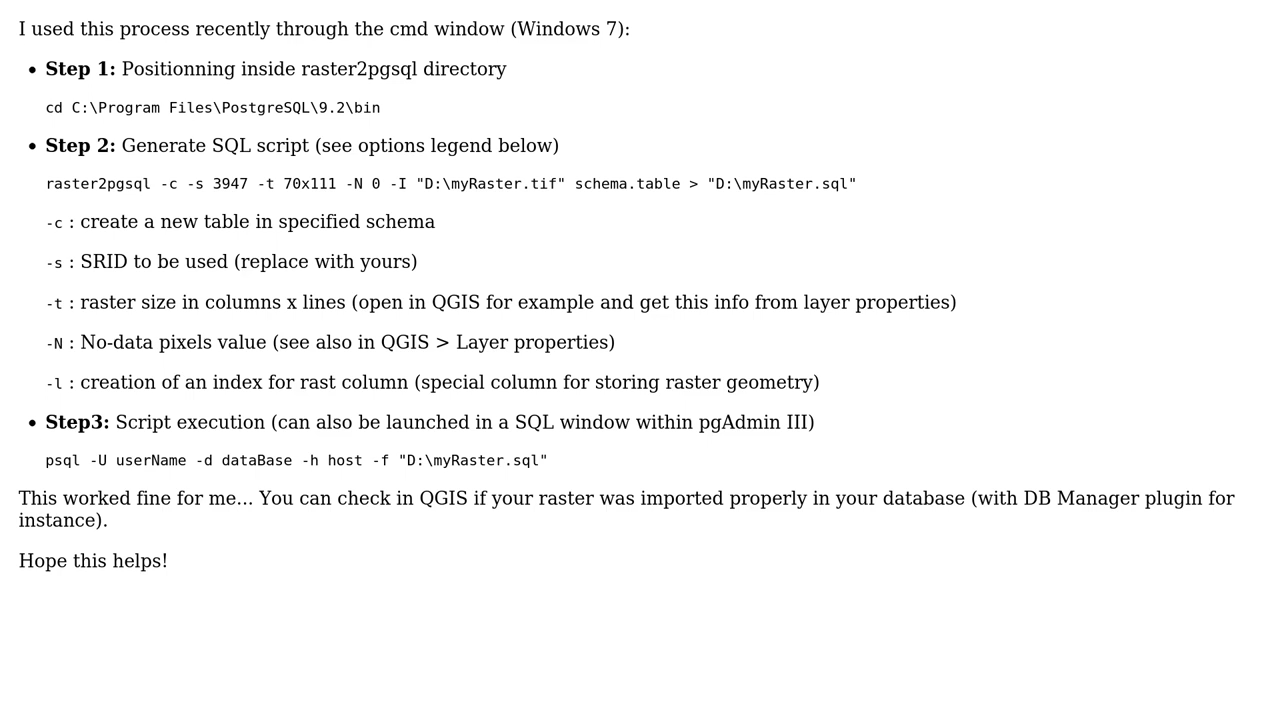 I used this process recently through the cmd window (Windows 7):
• Step 1: Positionning inside raster2pgsql directory
cd C:\Program Files\PostgreSQL\9.2\bin
• Step 2: Generate SQL script (see options legend below)
raster2pgsql -c -s 3947 -t 70x111 -N 0 -I "D:\myRaster.tif" schema.table > "D:\myRaster.sql"
-c : create a new table in specified schema
-s : SRID to be used (replace with yours)
-t : raster size in columns x lines (open in QGIS for example and get this info from layer properties)
-N : No-data pixels value (see also in QGIS > Layer properties)
-l : creation of an index for rast column (special column for storing raster geometry)
• Step3: Script execution (can also be launched in a SQL window within pgAdmin III)
psql -U userName -d dataBase -h host -f "D:\myRaster.sql"
This worked fine for me... You can check in QGIS if your raster was imported properly in your database (with DB Manager plugin for
instance).
Hope this helps!